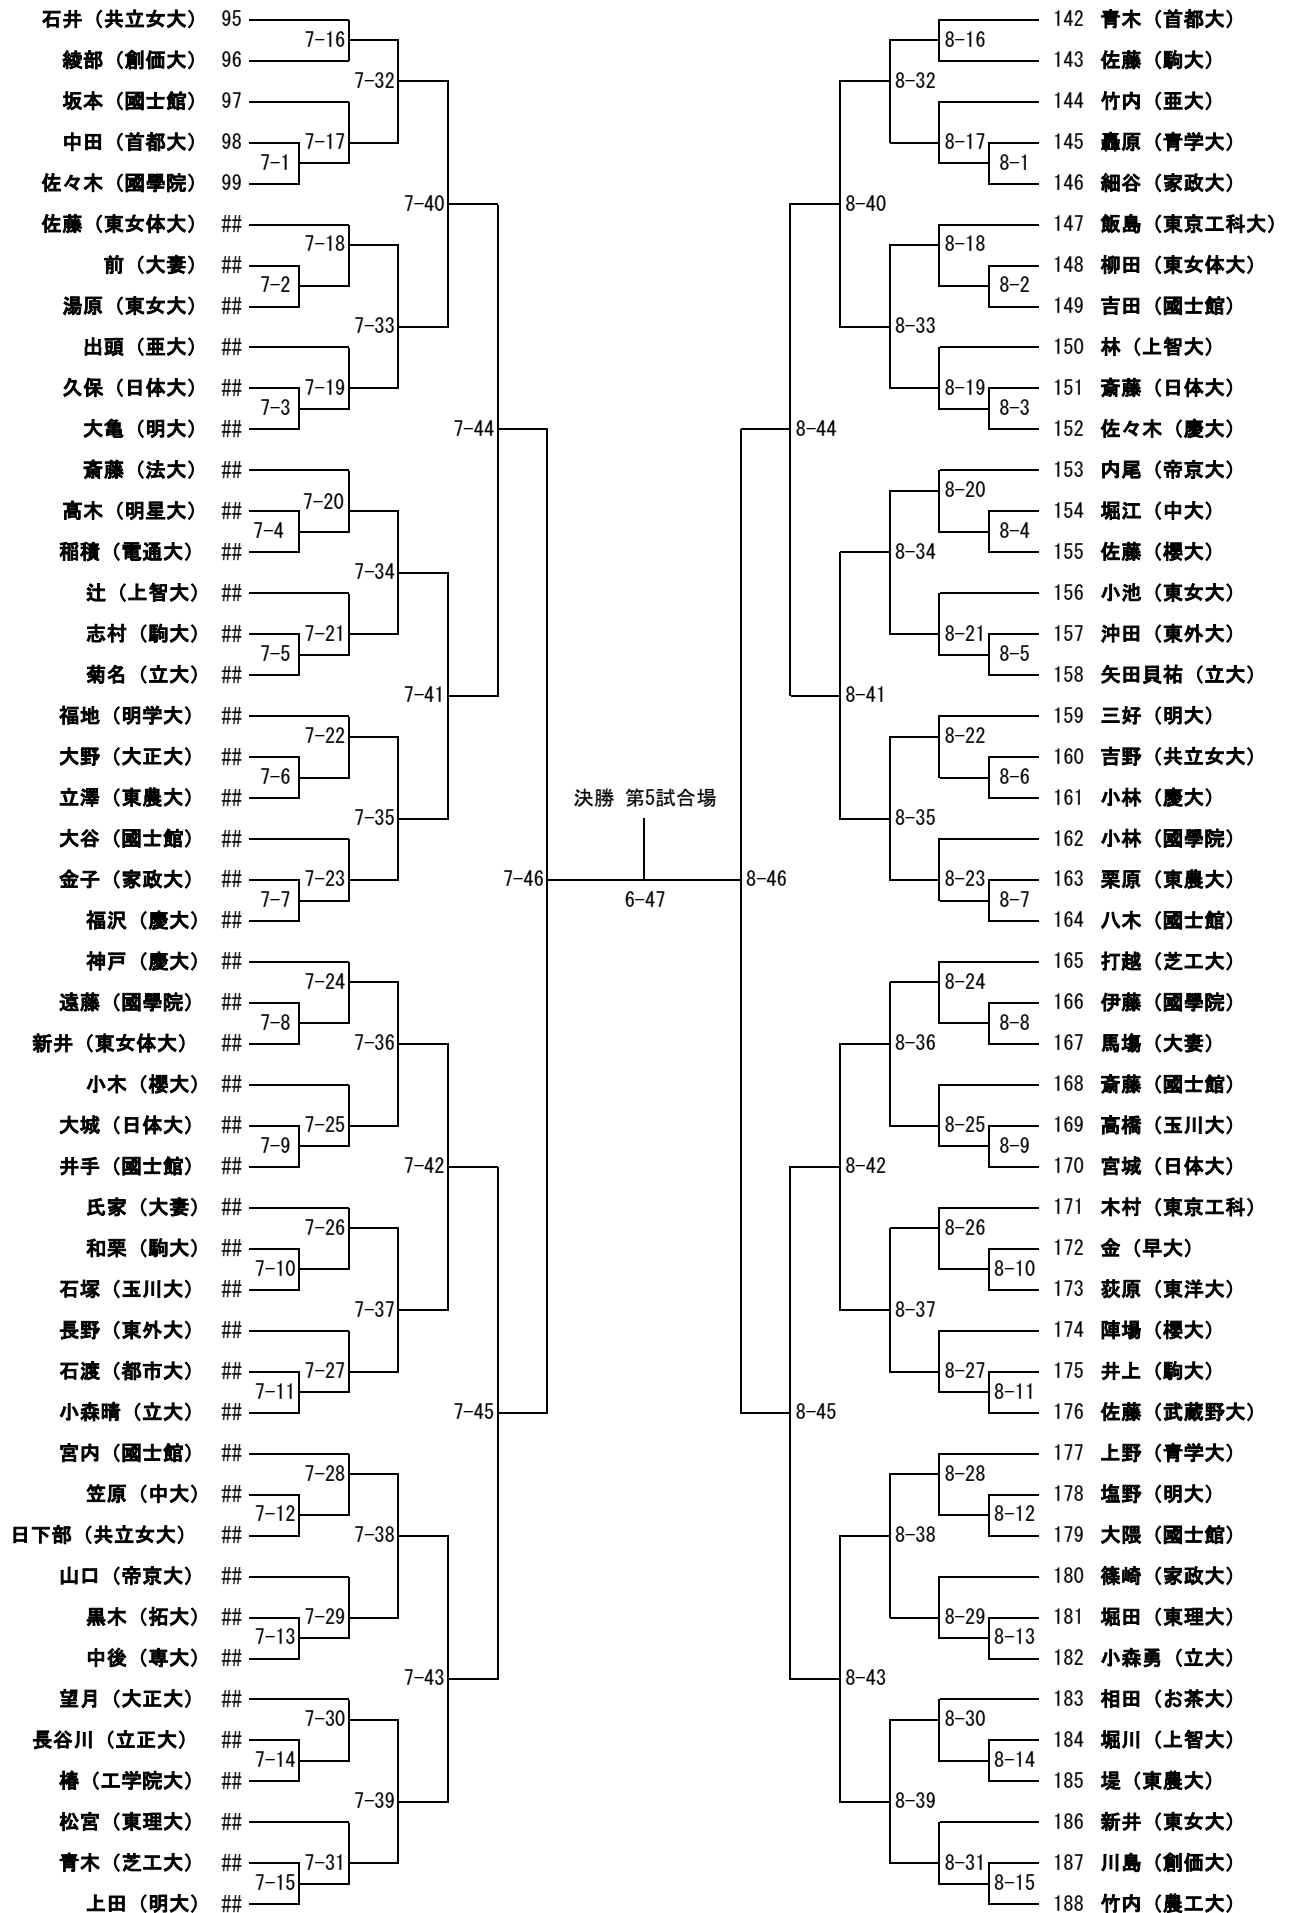 石井（共立女大） 95 142 青木（首都大）
7-16 8-16
綾部（創価大） 96 143 佐藤（駒大）
7-32 8-32
坂本（國士館） 97 144 竹内（亜大）
中田（首都大） 98 7-17 8-17 145 轟原（青学大）
7-1 8-1
佐々木（國學院） 99 146 細谷（家政大）
7-40 8-40
佐藤（東女体大） ## 147 飯島（東京工科大）
7-18 8-18
前（大妻） ## 148 柳田（東女体大）
7-2 8-2
湯原（東女大） ## 149 吉田（國士館）
7-33 8-33
出頭（亜大） ## 150 林（上智大）
久保（日体大） ## 7-19 8-19 151 斎藤（日体大）
7-3 8-3
大亀（明大） ## 7-44 8-44 152 佐々木（慶大）
斎藤（法大） ## 153 内尾（帝京大）
7-20 8-20
高木（明星大） ## 154 堀江（中大）
7-4 8-4
稲積（電通大） ## 8-34 155 佐藤（櫻大）
7-34
辻（上智大） ## 156 小池（東女大）
志村（駒大） ## 7-21 8-21 157 沖田（東外大）
7-5 8-5
菊名（立大） ## 158 矢田貝祐（立大）
7-41 8-41
福地（明学大） ## 159 三好（明大）
7-22 8-22
大野（大正大） ## 160 吉野（共立女大）
7-6 8-6
立澤（東農大） ## 決勝 第5試合場 161 小林（慶大）
7-35 8-35
大谷（國士館） ## 162 小林（國學院）
金子（家政大） ## 7-23 7-46 8-46 8-23 163 栗原（東農大）
7-7 6-47 8-7
福沢（慶大） ## 164 八木（國士館）
神戸（慶大） ## 165 打越（芝工大）
7-24 8-24
遠藤（國學院） ## 166 伊藤（國學院）
7-8 8-8
新井（東女体大） ## 7-36 8-36 167 馬塲（大妻）
小木（櫻大） ## 168 斎藤（國士館）
大城（日体大） ## 7-25 8-25 169 高橋（玉川大）
7-9 8-9
井手（國士館） ## 7-42 8-42 170 宮城（日体大）
氏家（大妻） ## 171 木村（東京工科）
7-26 8-26
和栗（駒大） ## 172 金（早大）
7-10 8-10
石塚（玉川大） ## 173 荻原（東洋大）
7-37 8-37
長野（東外大） ## 174 陣場（櫻大）
石渡（都市大） ## 7-27 8-27 175 井上（駒大）
7-11 8-11
小森晴（立大） ## 7-45 8-45 176 佐藤（武蔵野大）
宮内（國士館） ## 177 上野（青学大）
7-28 8-28
笠原（中大） ## 178 塩野（明大）
7-12 8-12
日下部（共立女大） ## 7-38 8-38 179 大隈（國士館）
山口（帝京大） ## 180 篠崎（家政大）
黒木（拓大） ## 7-29 8-29 181 堀田（東理大）
7-13 8-13
中後（専大） ## 182 小森勇（立大）
7-43 8-43
望月（大正大） ## 183 相田（お茶大）
7-30 8-30
長谷川（立正大） ## 184 堀川（上智大）
7-14 8-14
椿（工学院大） ## 185 堤（東農大）
7-39 8-39
松宮（東理大） ## 186 新井（東女大）
青木（芝工大） ## 7-31 8-31 187 川島（創価大）
7-15 8-15
上田（明大） ## 188 竹内（農工大）